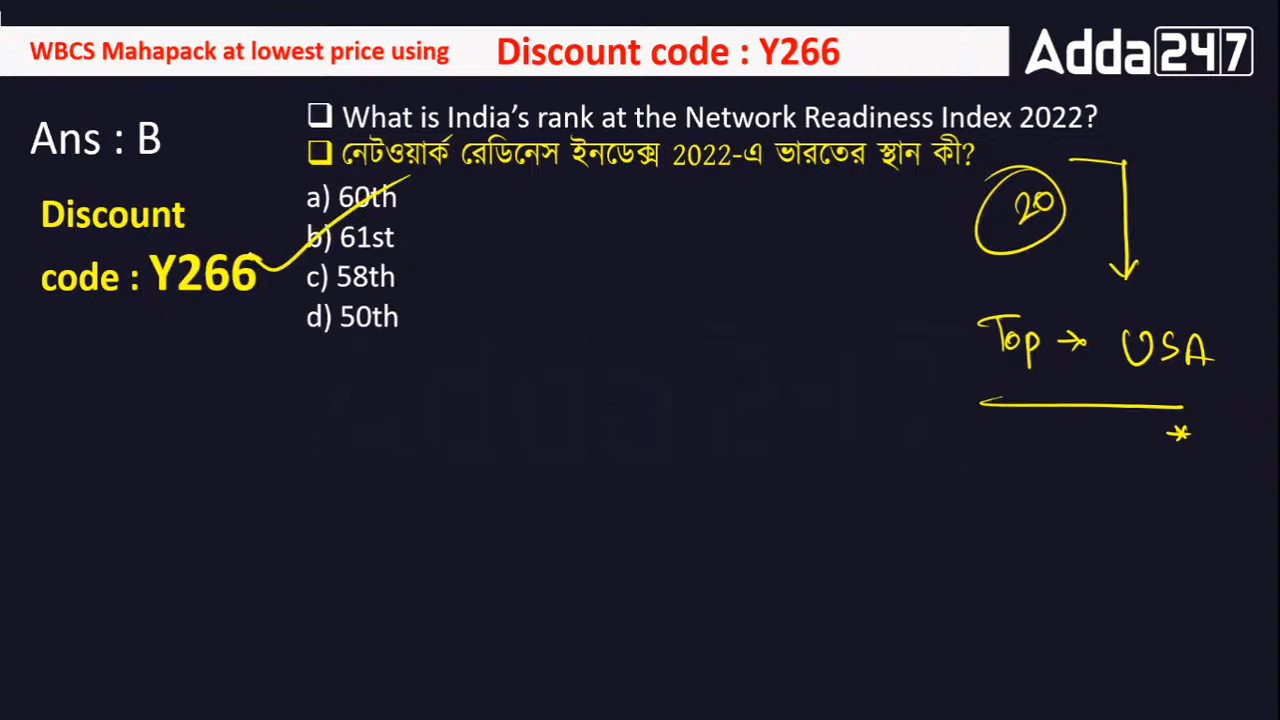 WBCS Mahapack at lowest price using Discount code : Y266
Adda247
Ans : B
Discount
code : Y266
What is India’s rank at the Network Readiness Index 2022?
নেটওয়ার্ক রেডিনেস ইনডেক্স 2022-এ ভারতের স্থান কী?
a) 60th
b) 61st
c) 58th
d) 50th
20
Top → USA
*
Adda247